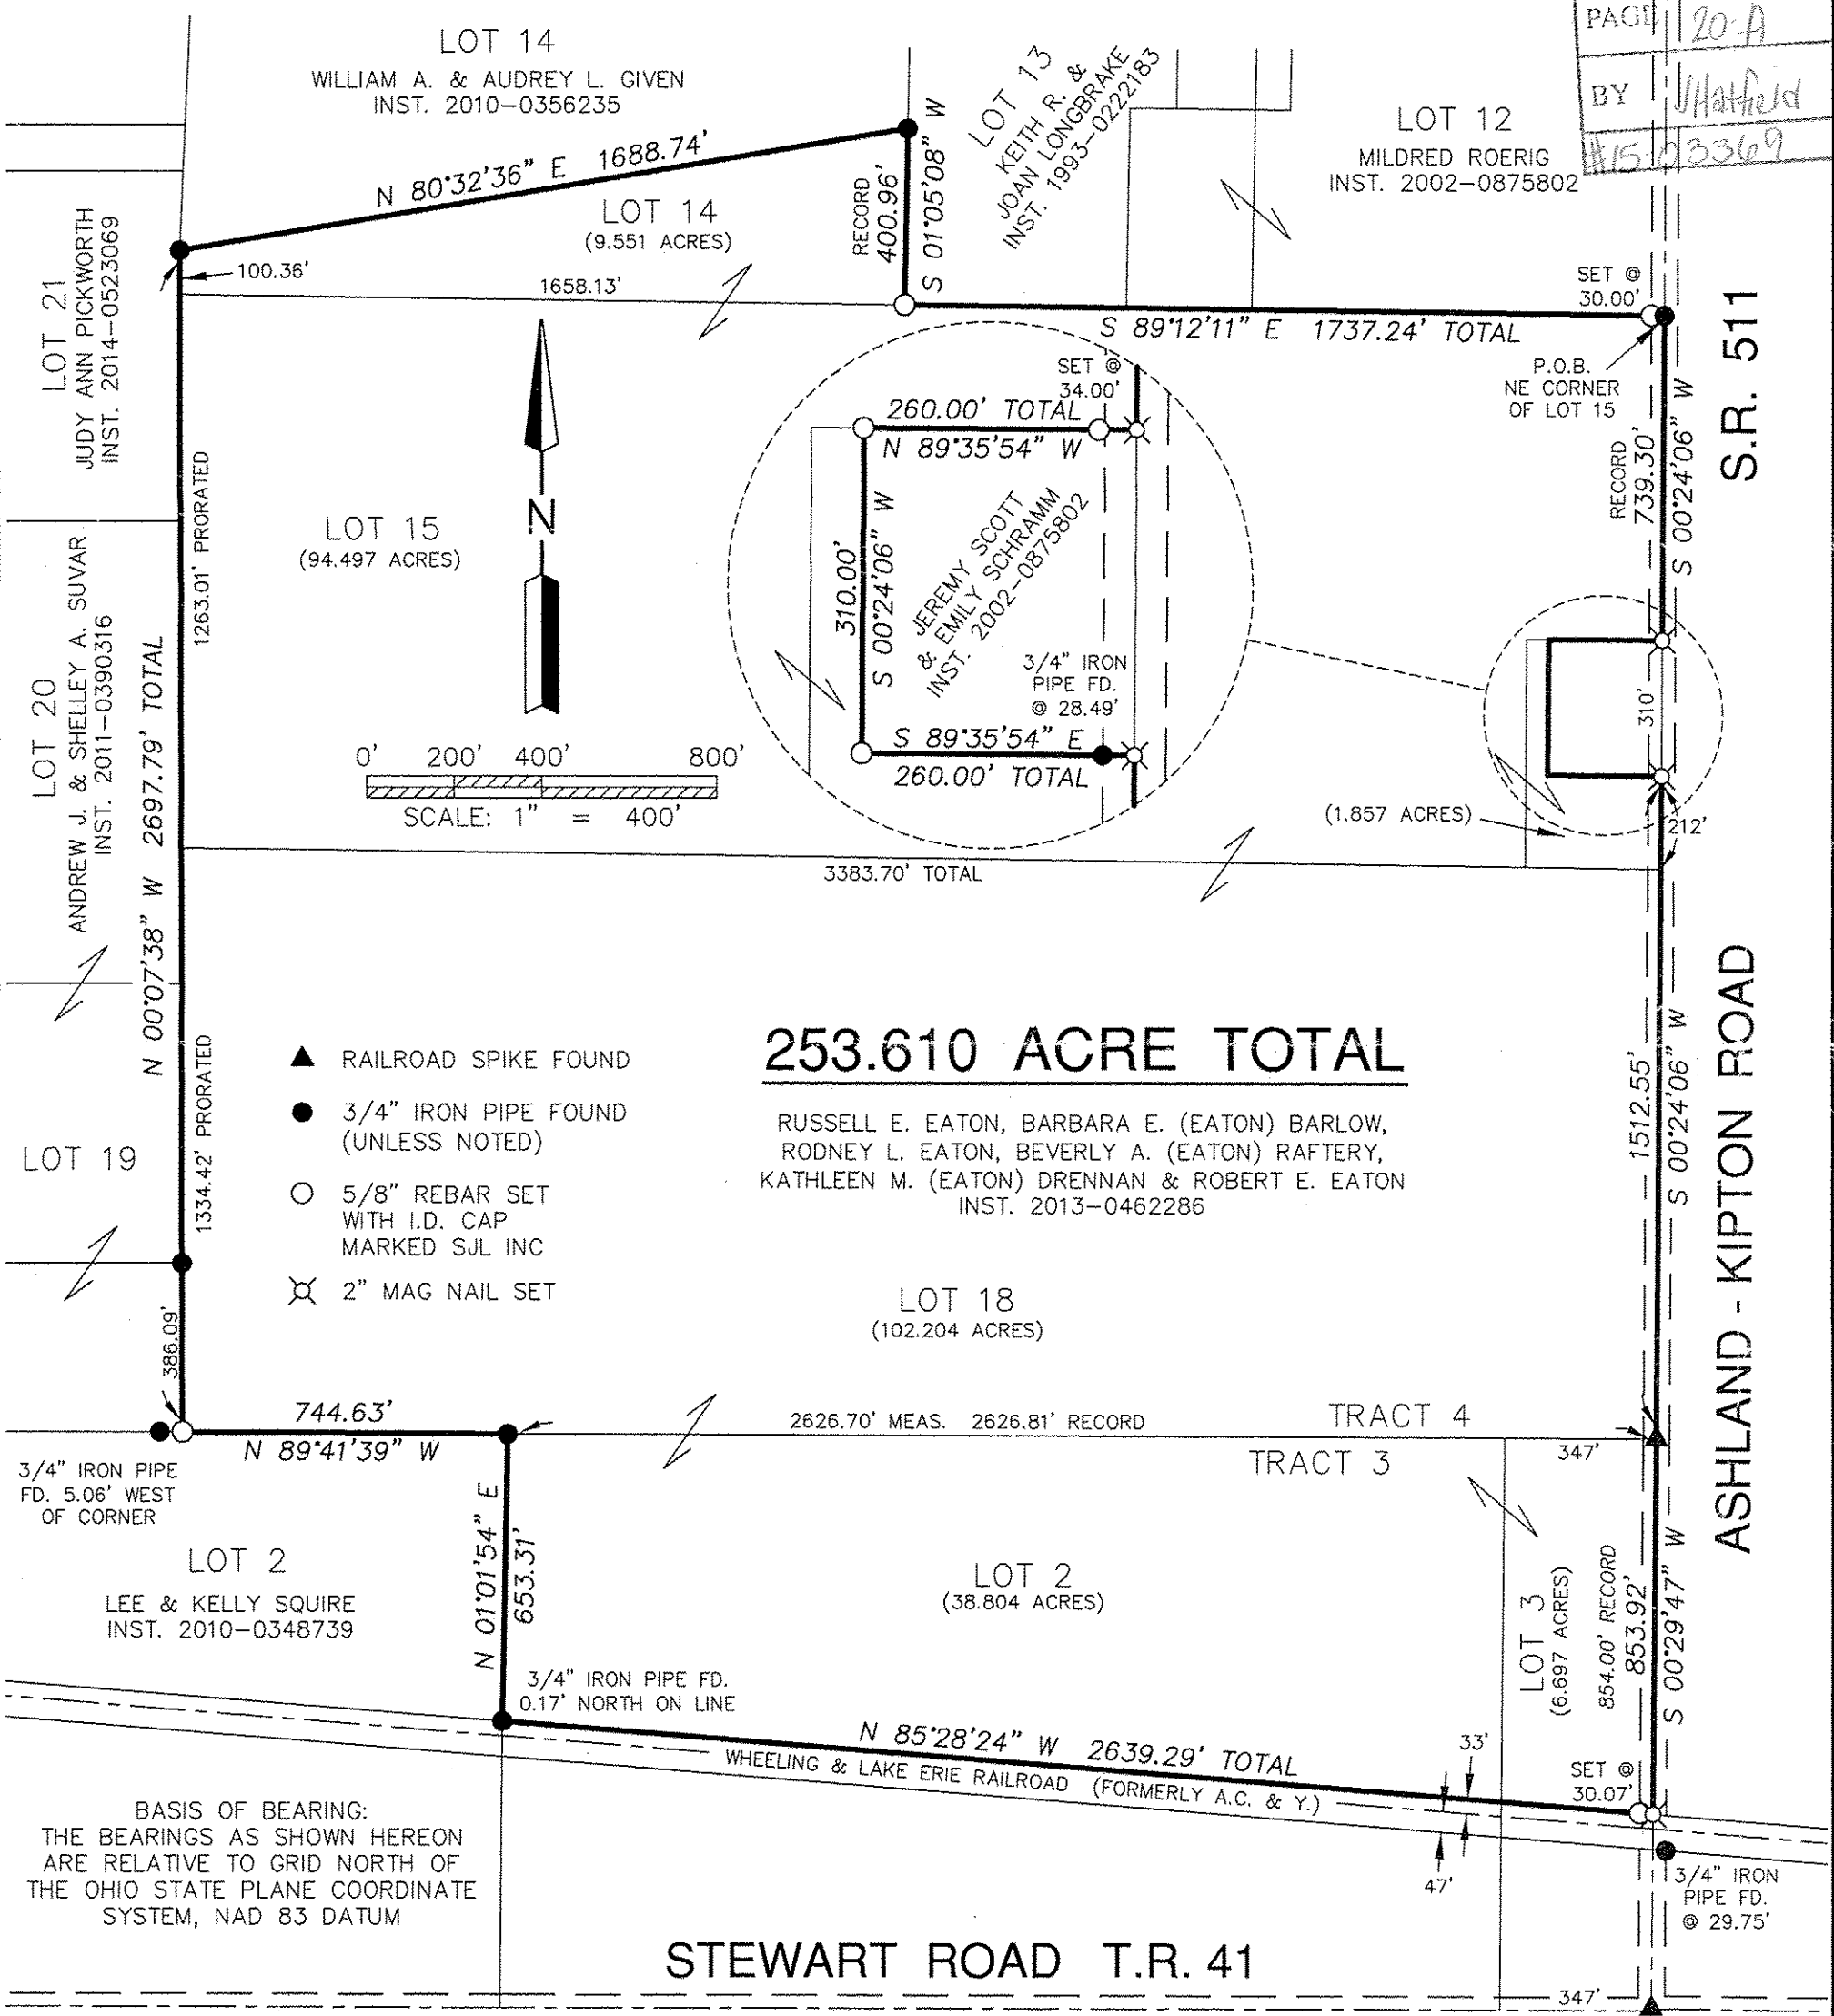 PAGE 20-A
BY JHatfield
#15-03369
LOT 14
WILLIAM A. & AUDREY L. GIVEN
INST. 2010-0356235
N 80°32'36" E 1688.74'
LOT 14
(9.551 ACRES)
RECORD
400.96'
S 01°05'08" W
LOT 13
KEITH R. &
JOAN LONGBRAKE
INST. 1993-0222183
LOT 12
MILDRED ROERIG
INST. 2002-0875802
LOT 21
JUDY ANN PICKWORTH
INST. 2014-0523069
100.36'
1658.13'
SET @
30.00'
S 89°12'11" E 1737.24' TOTAL
P.O.B.
NE CORNER
OF LOT 15
S.R. 511
RECORD
739.30'
S 00°24'06" W
SET @
34.00'
260.00' TOTAL
N 89°35'54" W
310.00'
S 00°24'06" W
JEREMY SCOTT
& EMILY SCHRAMM
INST. 2002-0875802
3/4" IRON
PIPE FD.
@ 28.49'
S 89°35'54" E
260.00' TOTAL
N
LOT 15
(94.497 ACRES)
1263.01' PRORATED
LOT 20
ANDREW J. & SHELLEY A. SUVAR
INST. 2011-0390316
N 00°07'38" W 2697.79' TOTAL
0' 200' 400' 800'
SCALE: 1" = 400'
310'
(1.857 ACRES)
212'
3383.70' TOTAL
253.610 ACRE TOTAL
RUSSELL E. EATON, BARBARA E. (EATON) BARLOW,
RODNEY L. EATON, BEVERLY A. (EATON) RAFTERY,
KATHLEEN M. (EATON) DRENNAN & ROBERT E. EATON
INST. 2013-0462286
RAILROAD SPIKE FOUND
3/4" IRON PIPE FOUND
(UNLESS NOTED)
5/8" REBAR SET
WITH I.D. CAP
MARKED SJL INC
2" MAG NAIL SET
1334.42' PRORATED
LOT 19
386.09'
1512.55'
S 00°24'06" W
ASHLAND - KIPTON ROAD
LOT 18
(102.204 ACRES)
744.63'
N 89°41'39" W
2626.70' MEAS. 2626.81' RECORD
TRACT 4
TRACT 3
347'
3/4" IRON PIPE
FD. 5.06' WEST
OF CORNER
LOT 2
LEE & KELLY SQUIRE
INST. 2010-0348739
N 01°01'54" E
653.31'
LOT 2
(38.804 ACRES)
LOT 3
(6.697 ACRES)
854.00' RECORD
853.92'
S 00°29'47" W
3/4" IRON PIPE FD.
0.17' NORTH ON LINE
N 85°28'24" W 2639.29' TOTAL
WHEELING & LAKE ERIE RAILROAD (FORMERLY A.C. & Y.)
33'
47'
SET @
30.07'
3/4" IRON
PIPE FD.
@ 29.75'
BASIS OF BEARING:
THE BEARINGS AS SHOWN HEREON
ARE RELATIVE TO GRID NORTH OF
THE OHIO STATE PLANE COORDINATE
SYSTEM, NAD 83 DATUM
STEWART ROAD T.R. 41
347'